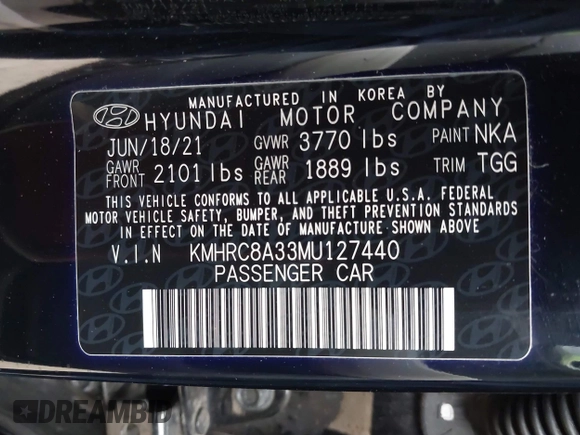 MANUFACTURED IN KOREA BY
HYUNDAI MOTOR COMPANY
JUN/18/21 GVWR 3770 lbs PAINT NKA
GAWR FRONT 2101 lbs GAWR REAR 1889 lbs TRIM TGG
THIS VEHICLE CONFORMS TO ALL APPLICABLE U.S.A. FEDERAL
MOTOR VEHICLE SAFETY, BUMPER, AND THEFT PREVENTION STANDARDS
IN EFFECT ON THE DATE OF MANUFACTURE SHOWN ABOVE.
V.I.N KMHRC8A33MU127440
PASSENGER CAR
DREAMBID